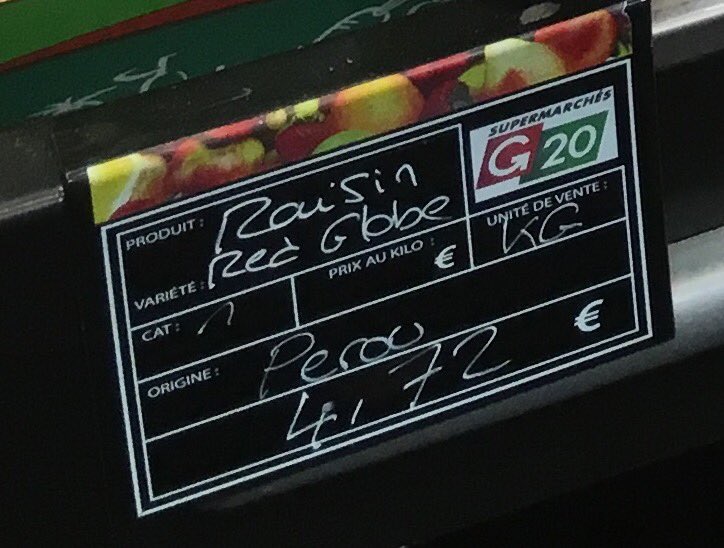 SUPERMARCHÉS
G 20
PRODUIT : Raisin
VARIÉTÉ : Red Globe
UNITÉ DE VENTE :
KG
CAT : 1
PRIX AU KILO : €
ORIGINE : Perou
4,72 €